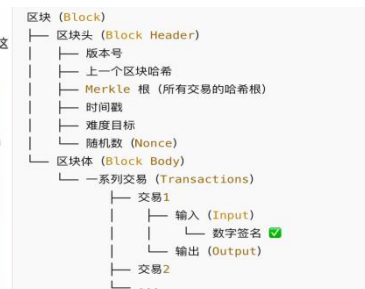 区块 (Block)
├── 区块头 (Block Header)
这
│ ├── 版本号
│ ├── 上一个区块哈希
│ ├── Merkle 根 (所有交易的哈希根)
│ ├── 时间戳
│ ├── 难度目标
│ └── 随机数 (Nonce)
└── 区块体 (Block Body)
└── 一系列交易 (Transactions)
├── 交易1
│ ├── 输入 (Input)
│ │ └── 数字签名 ✅
│ └── 输出 (Output)
├── 交易2
└── ...